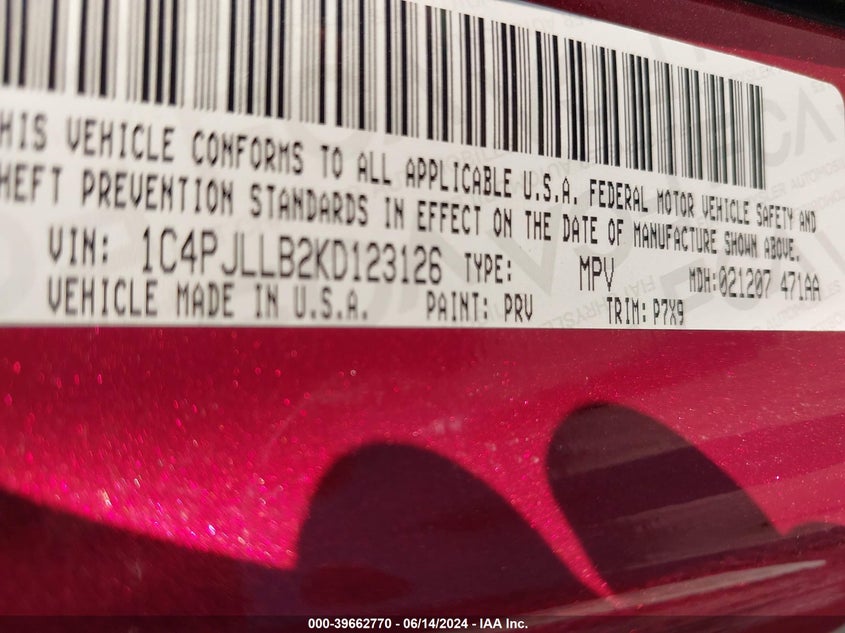 HIS VEHICLE CONFORMS TO ALL APPLICABLE U.S.A. FEDERAL MOTOR VEHICLE SAFETY AND
HEFT PREVENTION STANDARDS IN EFFECT ON THE DATE OF MANUFACTURE SHOWN ABOVE.
VIN: 1C4PJLLB2KD123126 TYPE: MPV MDH:021207 471AA
VEHICLE MADE IN U.S.A. PAINT: PRV TRIM: P7X9
000-39662770 - 06/14/2024 - IAA Inc.